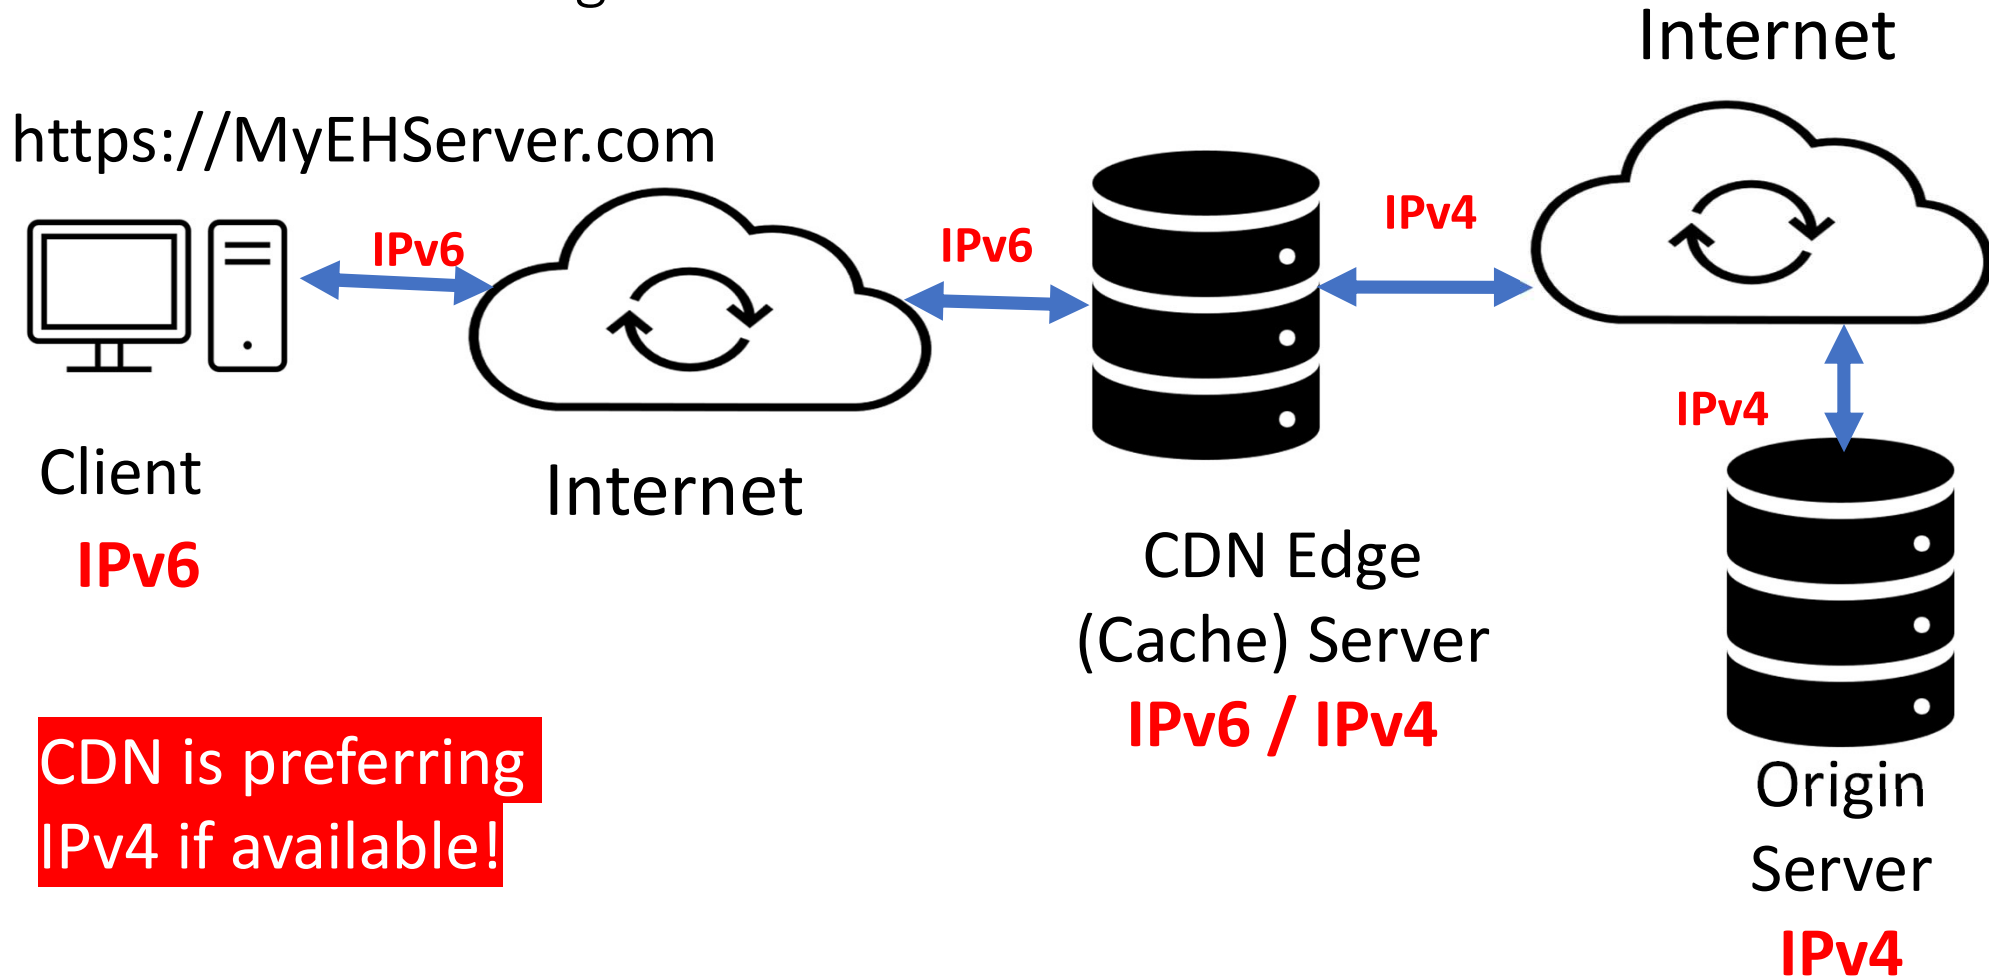 Internet
https://MyEHServer.com
IPv6
IPv6
IPv4
IPv4
Client
IPv6
Internet
CDN Edge
(Cache) Server
IPv6 / IPv4
CDN is preferring
IPv4 if available!
Origin
Server
IPv4